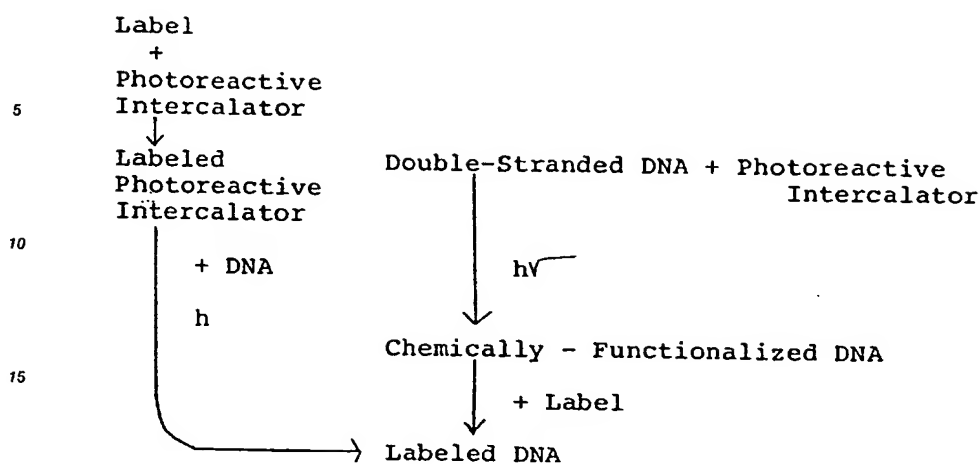 Label
+
Photoreactive
5 Intercalator
Labeled
Photoreactive
Intercalator
Double-Stranded DNA + Photoreactive
Intercalator
10
+ DNA
h
hν
Chemically - Functionalized DNA
15
+ Label
Labeled DNA